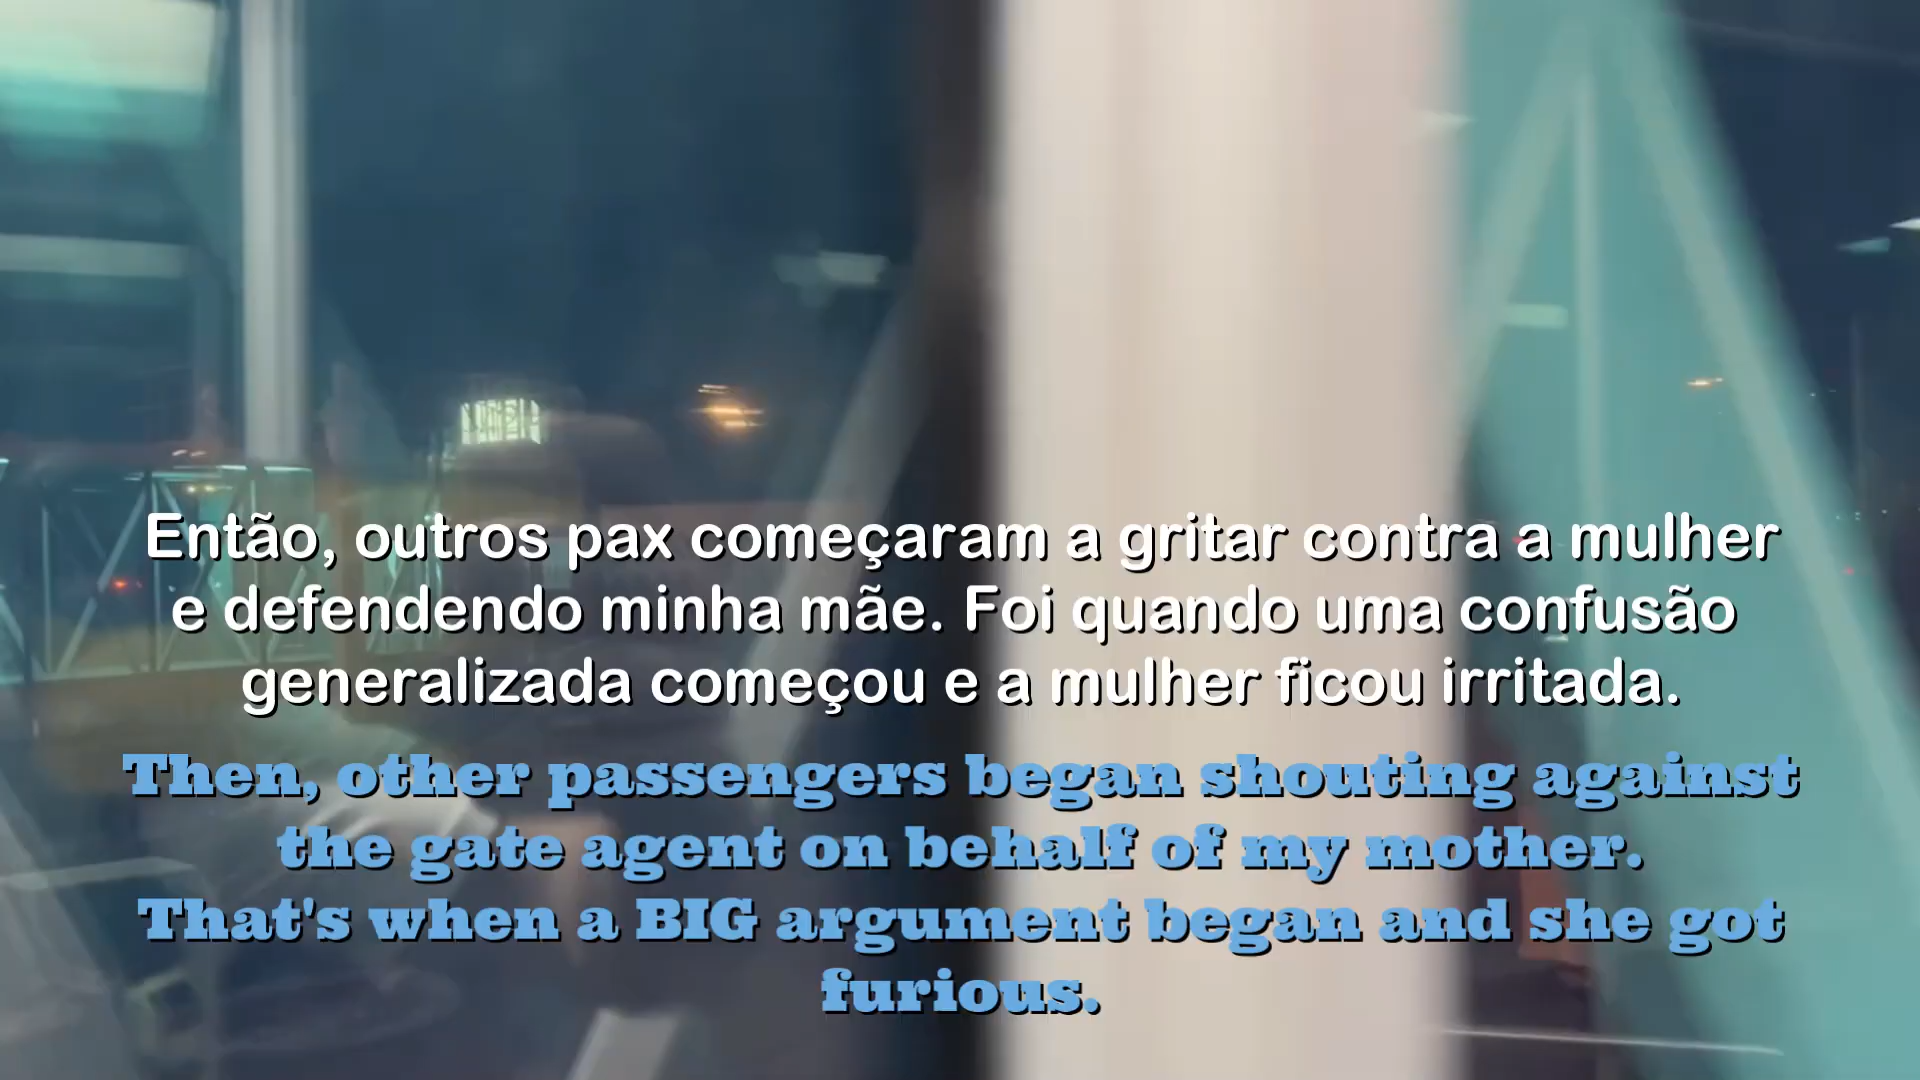 Então, outros pax começaram a gritar contra a mulher
e defendendo minha mãe. Foi quando uma confusão
generalizada começou e a mulher ficou irritada.
Then, other passengers began shouting against
the gate agent on behalf of my mother.
That's when a BIG argument began and she got
furious.